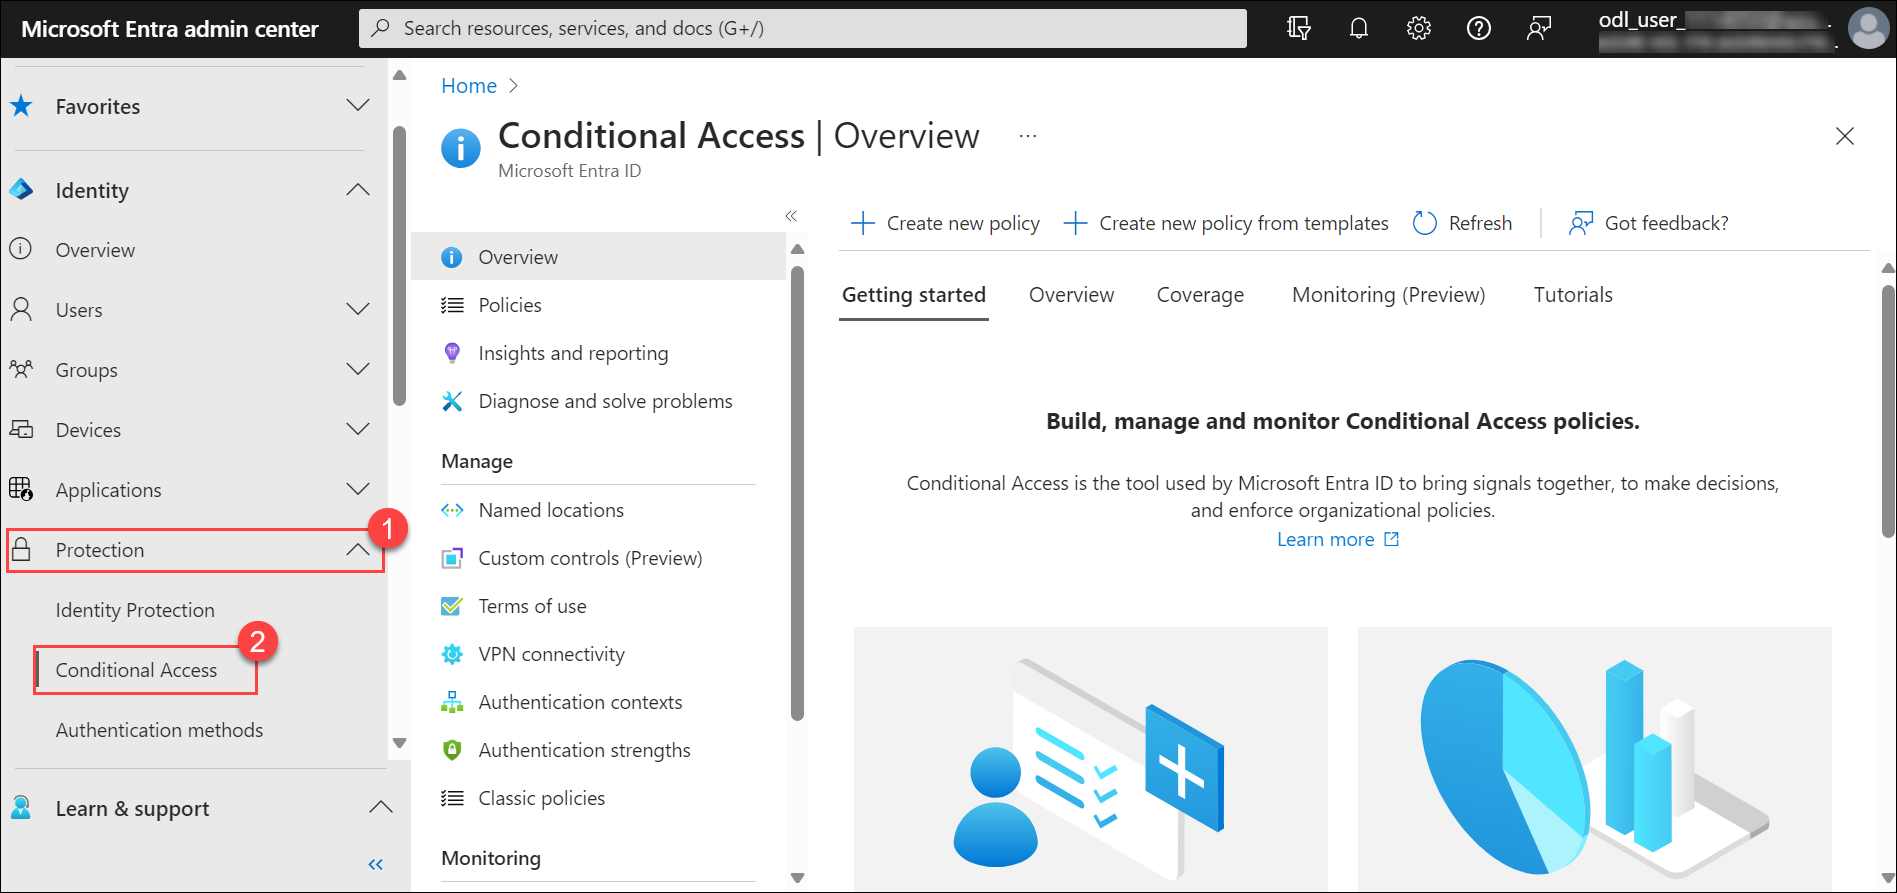 Microsoft Entra admin center
Search resources, services, and docs (G+/)
odl_user_
Favorites
Identity
Overview
Users
Groups
Devices
Applications
Protection
1
Identity Protection
2
Conditional Access
Authentication methods
Learn & support
Home
Conditional Access | Overview
Microsoft Entra ID
Overview
Policies
Insights and reporting
Diagnose and solve problems
Manage
Named locations
Custom controls (Preview)
Terms of use
VPN connectivity
Authentication contexts
Authentication strengths
Classic policies
Monitoring
Create new policy
Create new policy from templates
Refresh
Got feedback?
Getting started
Overview
Coverage
Monitoring (Preview)
Tutorials
Build, manage and monitor Conditional Access policies.
Conditional Access is the tool used by Microsoft Entra ID to bring signals together, to make decisions,
and enforce organizational policies.
Learn more